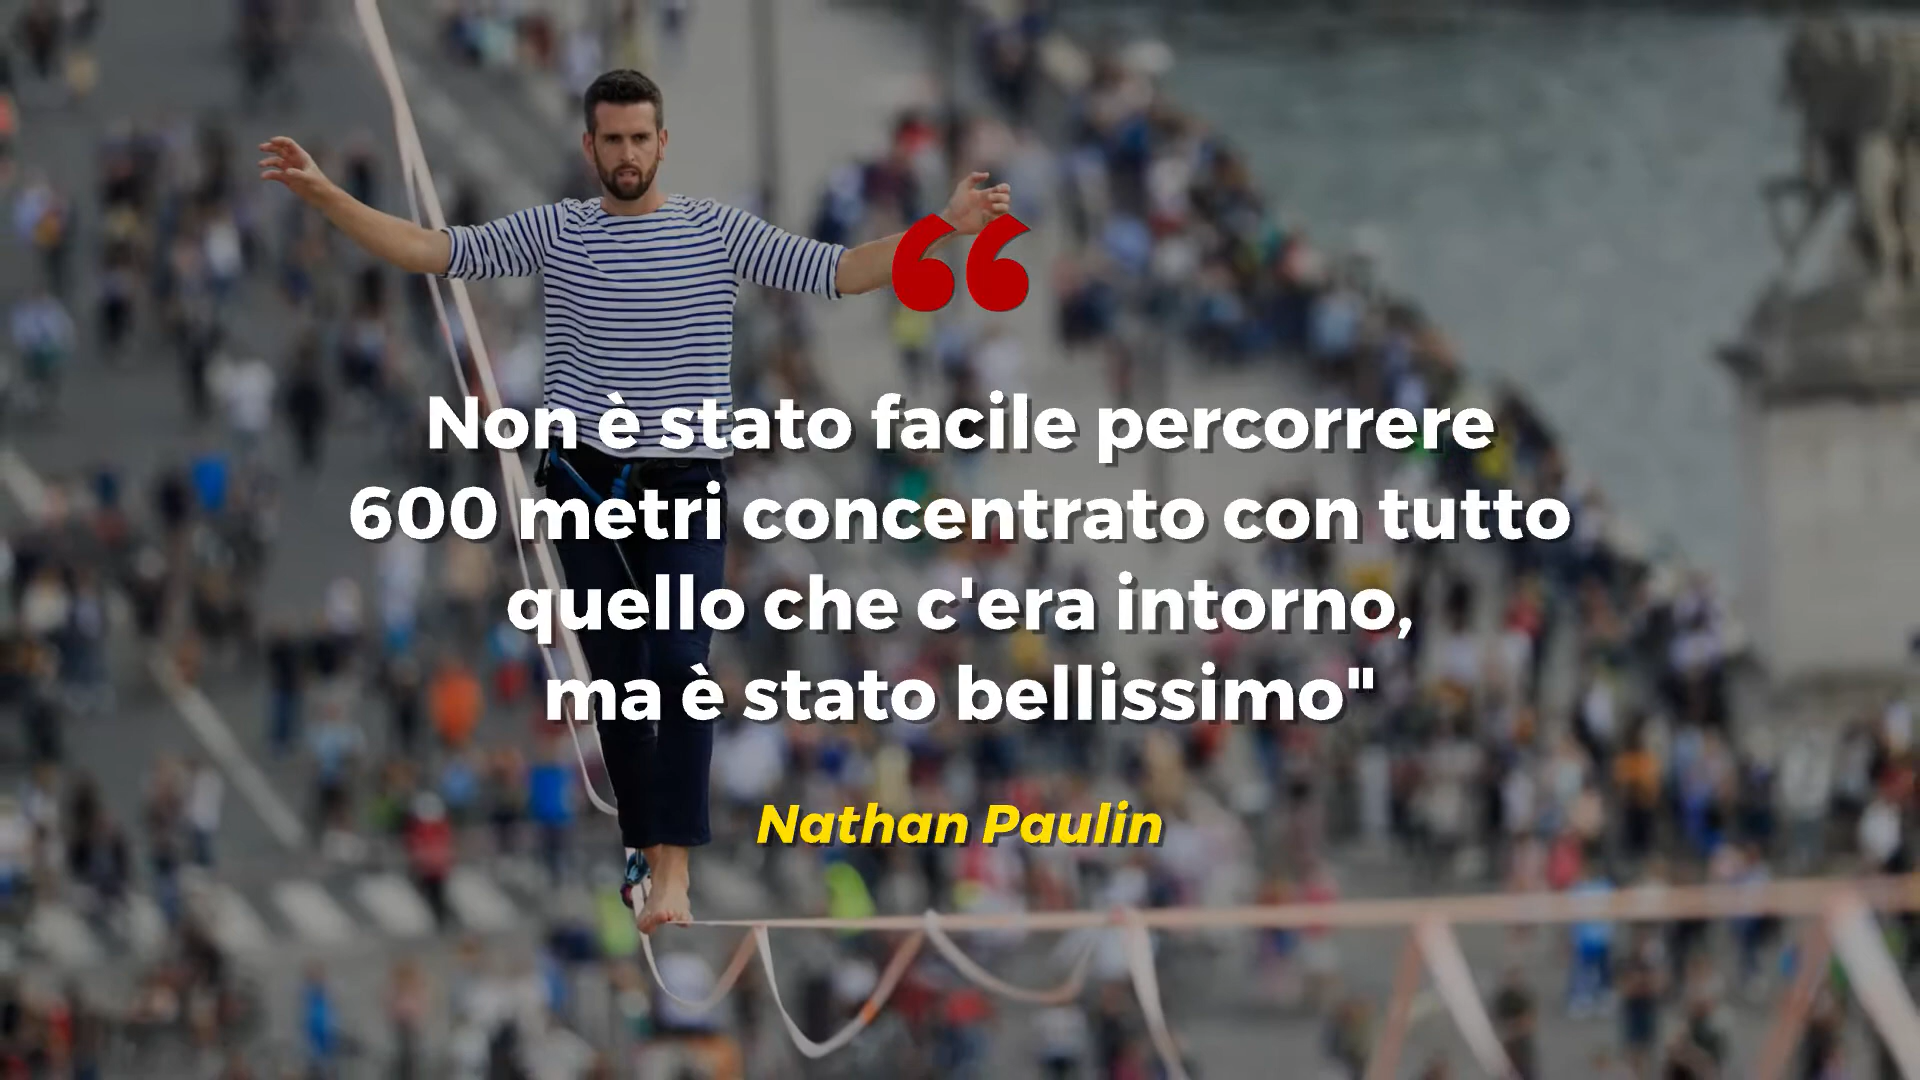 “
Non è stato facile percorrere
600 metri concentrato con tutto
quello che c'era intorno,
ma è stato bellissimo"
Nathan Paulin